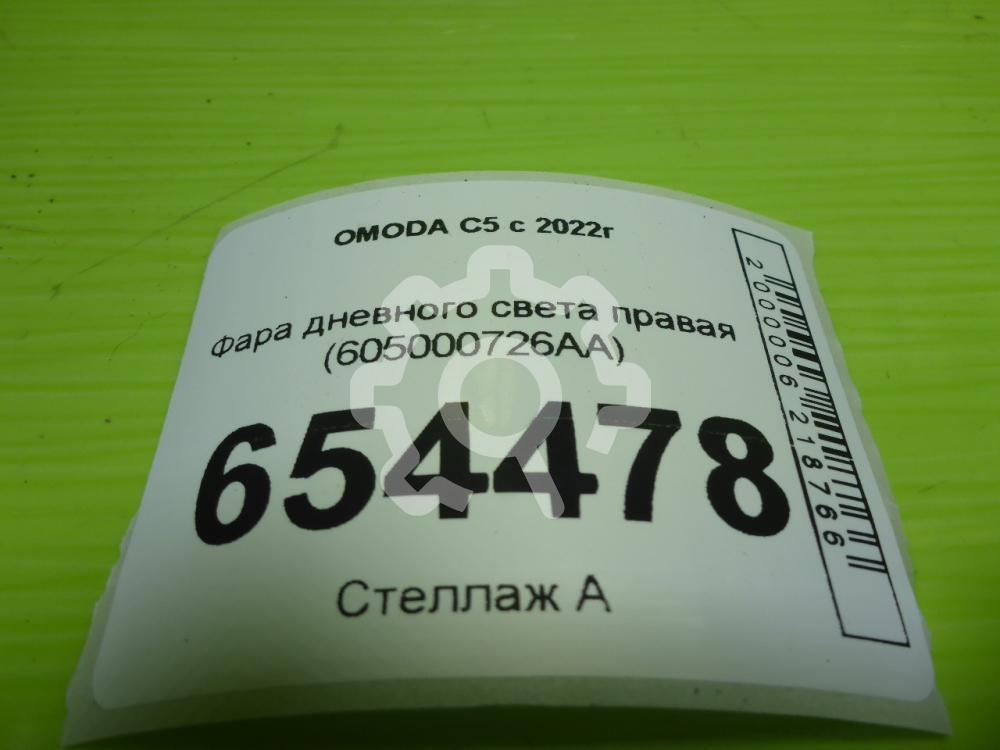 OMODA C5 с 2022г
Фара дневного света правая
(605000726AA)
654478
Стеллаж А
2000006218766